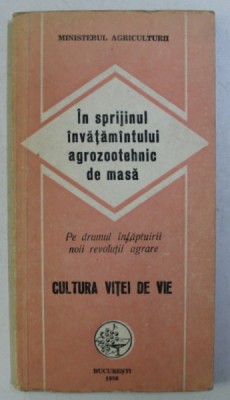 MINISTERUL AGRICULTURII
În sprijinul
învățămîntului
agrozootehnic
de masă
Pe drumul înfăptuirii
noii revoluții agrare
CULTURA VIȚEI DE VIE
BUCUREȘTI